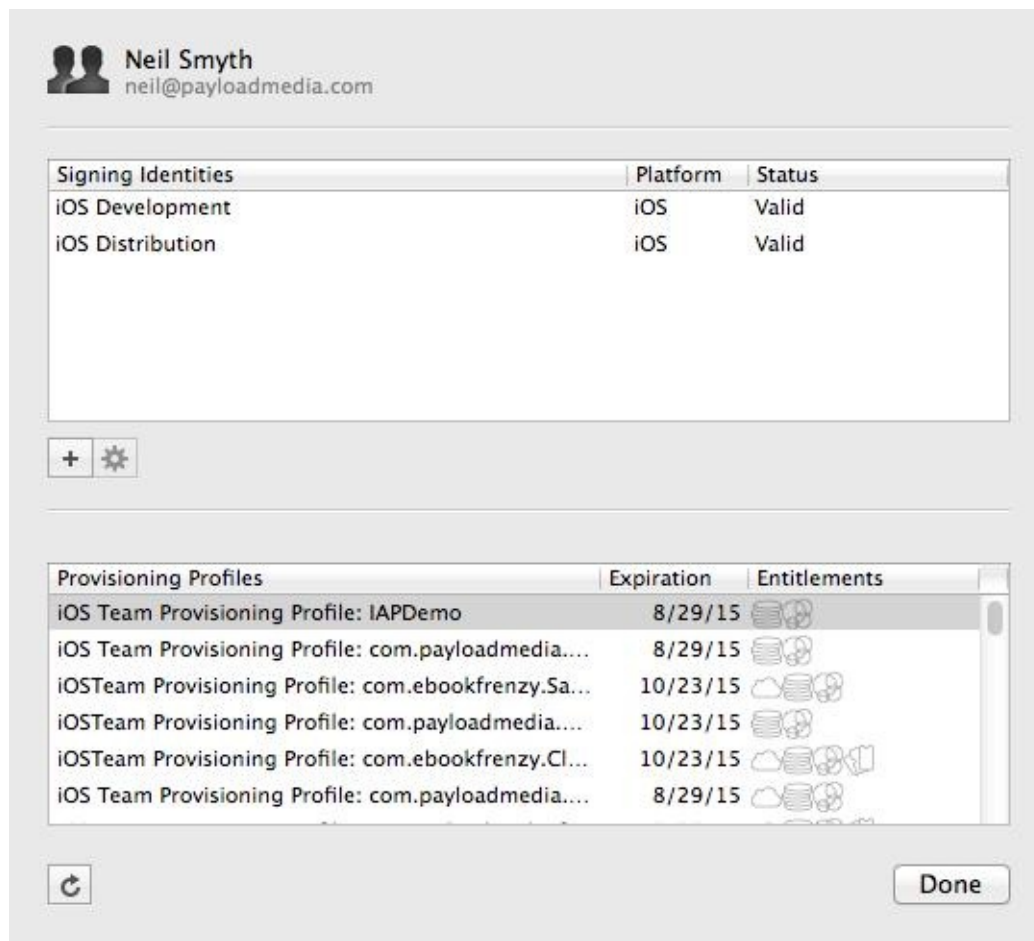 Neil Smyth
neil@payloadmedia.com
Signing Identities Platform Status
iOS Development iOS Valid
iOS Distribution iOS Valid
+
Provisioning Profiles Expiration Entitlements
iOS Team Provisioning Profile: IAPDemo 8/29/15
iOS Team Provisioning Profile: com.payloadmedia.... 8/29/15
iOSTeam Provisioning Profile: com.ebookfrenzy.Sa... 10/23/15
iOSTeam Provisioning Profile: com.payloadmedia.... 10/23/15
iOSTeam Provisioning Profile: com.ebookfrenzy.Cl... 10/23/15
iOS Team Provisioning Profile: com.payloadmedia.... 8/29/15
Done